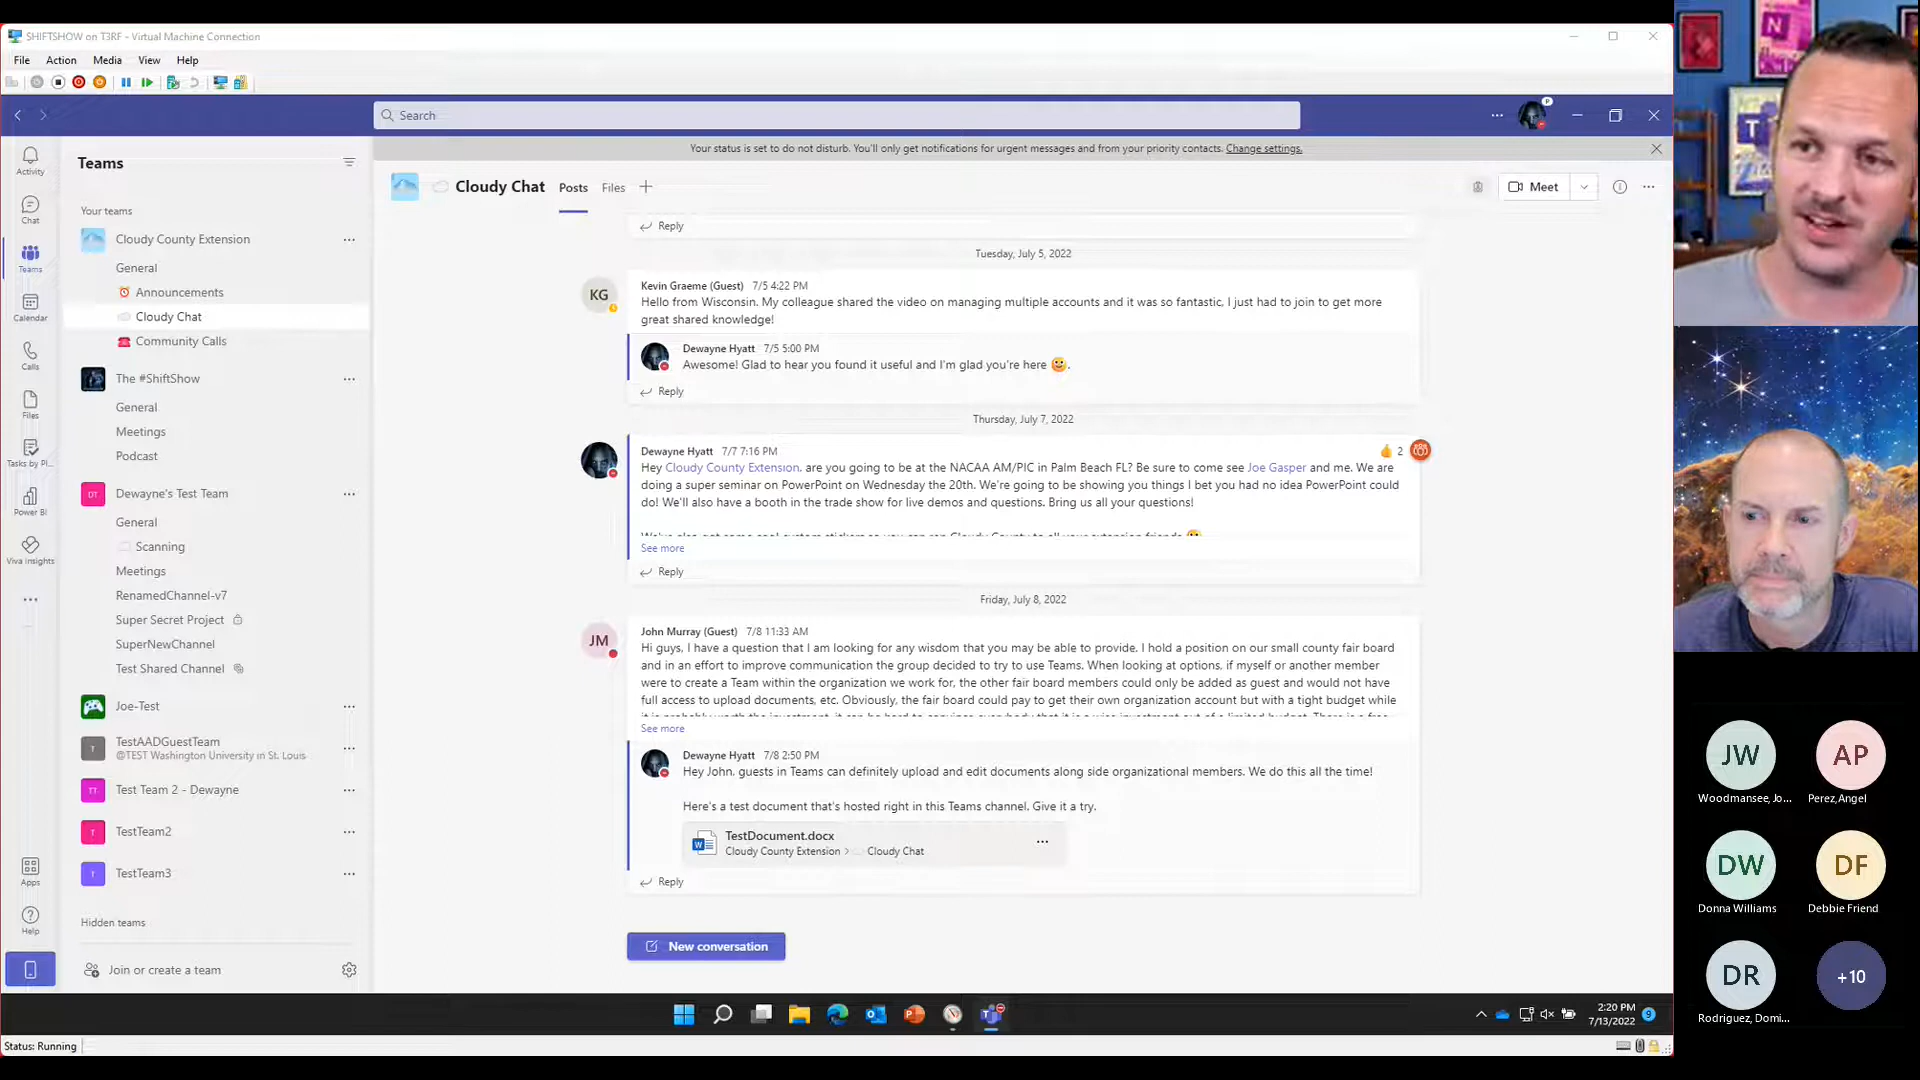 SHIFTSHOW on T3RF - Virtual Machine Connection
File Action Media View Help
Search
Your status is set to do not disturb. You'll only get notifications for urgent messages and from your priority contacts. Change settings.
Activity
Chat
Teams
Calendar
Calls
Files
Tasks by Pl...
Power BI
Viva Insights
Apps
Help
Teams
Your teams
Cloudy County Extension
General
Announcements
Cloudy Chat
Community Calls
The #ShiftShow
General
Meetings
Podcast
DT Dewayne's Test Team
General
Scanning
Meetings
RenamedChannel-v7
Super Secret Project
SuperNewChannel
Test Shared Channel
Joe-Test
T TestAADGuestTeam
@TEST Washington University in St. Louis
TT Test Team 2 - Dewayne
T TestTeam2
T TestTeam3
Hidden teams
Join or create a team
Cloudy Chat Posts Files
Meet
Reply
Tuesday, July 5, 2022
KG
Kevin Graeme (Guest) 7/5 4:22 PM
Hello from Wisconsin. My colleague shared the video on managing multiple accounts and it was so fantastic, I just had to join to get more
great shared knowledge!
Dewayne Hyatt 7/5 5:00 PM
Awesome! Glad to hear you found it useful and I'm glad you're here 🙂.
Reply
Thursday, July 7, 2022
Dewayne Hyatt 7/7 7:16 PM
👍 2
Hey Cloudy County Extension. are you going to be at the NACAA AM/PIC in Palm Beach FL? Be sure to come see Joe Gasper and me. We are
doing a super seminar on PowerPoint on Wednesday the 20th. We're going to be showing you things I bet you had no idea PowerPoint could
do! We'll also have a booth in the trade show for live demos and questions. Bring us all your questions!
See more
Reply
Friday, July 8, 2022
JM
John Murray (Guest) 7/8 11:33 AM
Hi guys, I have a question that I am looking for any wisdom that you may be able to provide. I hold a position on our small county fair board
and in an effort to improve communication the group decided to try to use Teams. When looking at options, if myself or another member
were to create a Team within the organization we work for, the other fair board members could only be added as guest and would not have
full access to upload documents, etc. Obviously, the fair board could pay to get their own organization account but with a tight budget while
See more
Dewayne Hyatt 7/8 2:50 PM
Hey John, guests in Teams can definitely upload and edit documents along side organizational members. We do this all the time!
Here's a test document that's hosted right in this Teams channel. Give it a try.
TestDocument.docx
Cloudy County Extension > Cloudy Chat
Reply
New conversation
2:20 PM
7/13/2022
9
Status: Running
JW
Woodmansee, Jo...
AP
Perez,Angel
DW
Donna Williams
DF
Debbie Friend
DR
Rodriguez, Domi...
+10